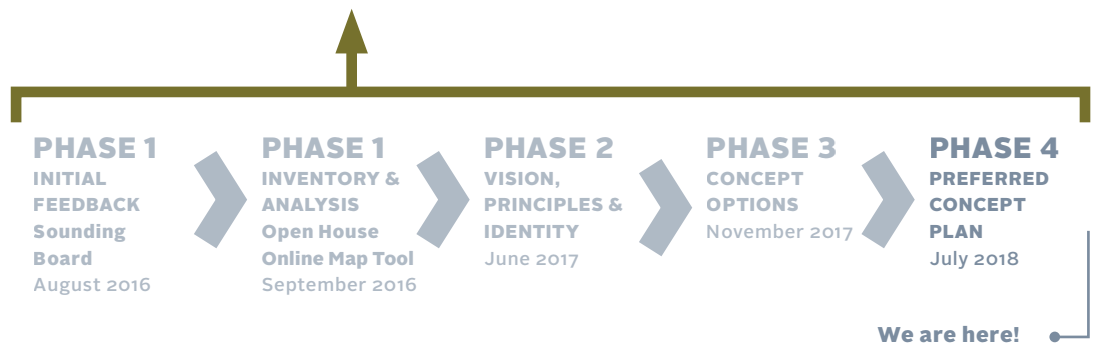 PHASE 1
INITIAL
FEEDBACK
Sounding
Board
August 2016
PHASE 1
INVENTORY &
ANALYSIS
Open House
Online Map Tool
September 2016
PHASE 2
VISION,
PRINCIPLES &
IDENTITY
June 2017
PHASE 3
CONCEPT
OPTIONS
November 2017
PHASE 4
PREFERRED
CONCEPT
PLAN
July 2018
We are here!